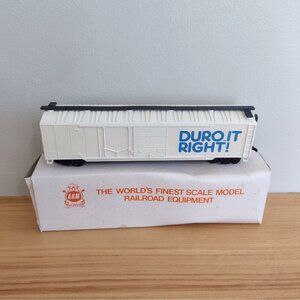 DURO IT
RIGHT!
THE WORLD'S FINEST SCALE MODEL
RAILROAD EQUIPMENT